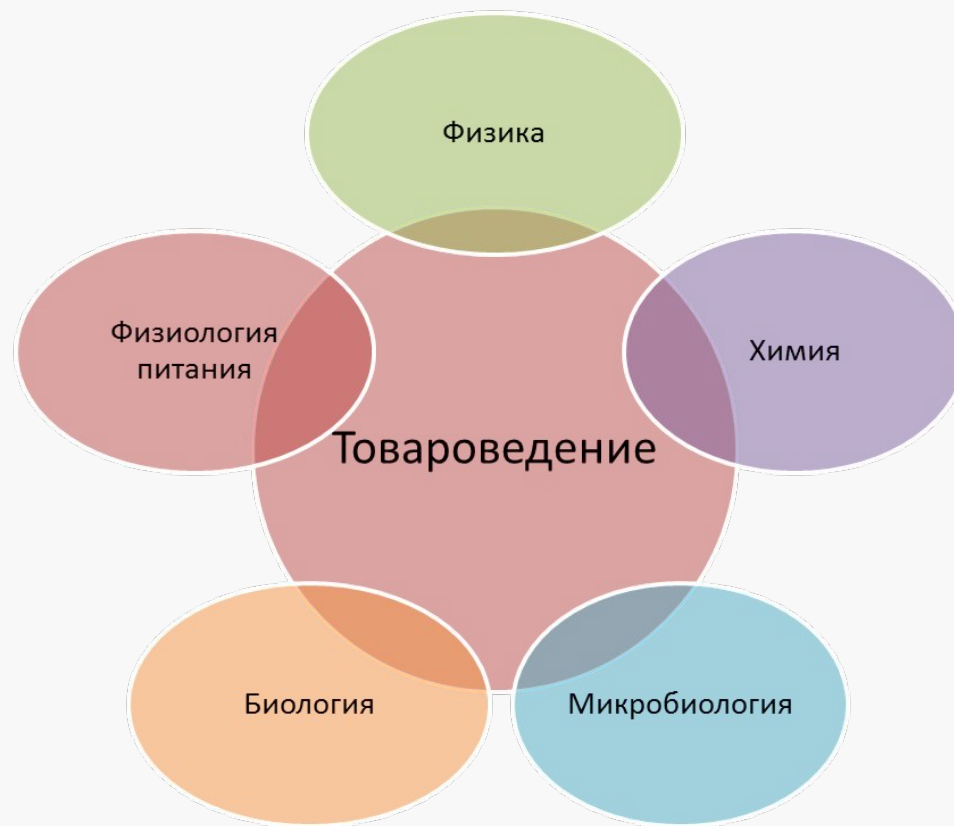 Физика
Физиология
питания
Химия
Товароведение
Биология
Микробиология